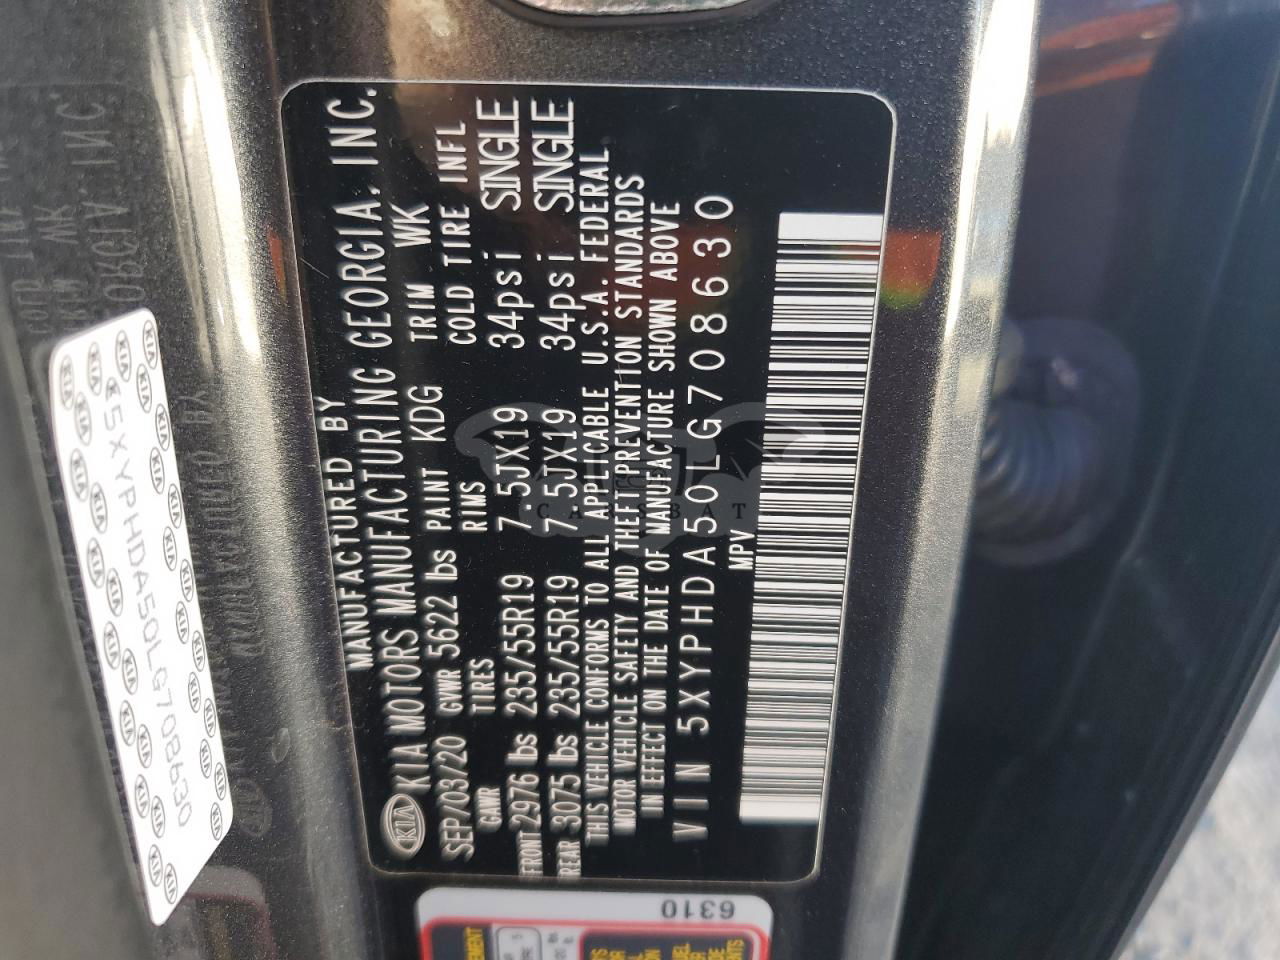 MANUFACTURED BY
KIA KIA MOTORS MANUFACTURING GEORGIA. INC.
SEP/03/20 GVWR 5622 lbs PAINT KDG TRIM WK
GAWR TIRES RIMS COLD TIRE INFL
FRONT 2976 lbs 235/55R19 7.5JX19 34psi SINGLE
REAR 3075 lbs 235/55R19 7.5JX19 34psi SINGLE
THIS VEHICLE CONFORMS TO ALL APPLICABLE U.S.A. FEDERAL
MOTOR VEHICLE SAFETY AND THEFT PREVENTION STANDARDS
IN EFFECT ON THE DATE OF MANUFACTURE SHOWN ABOVE
VIN 5XYPHDA50LG708630
MPV
CARSBAT
5XYPHDA50LG708630
6310